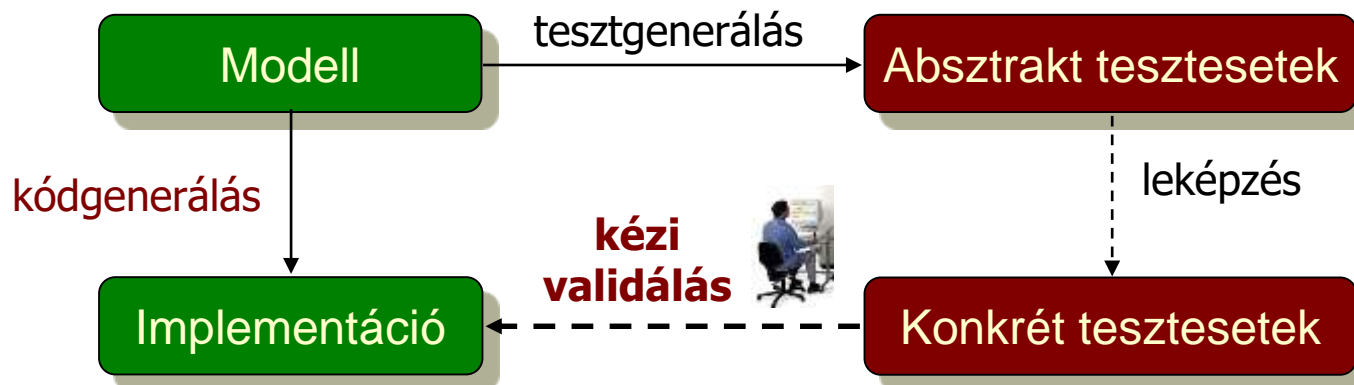 tesztgenerálás
Modell
Absztrakt tesztesetek
kódgenerálás
leképzés
kézi
validálás
Implementáció
Konkrét tesztesetek